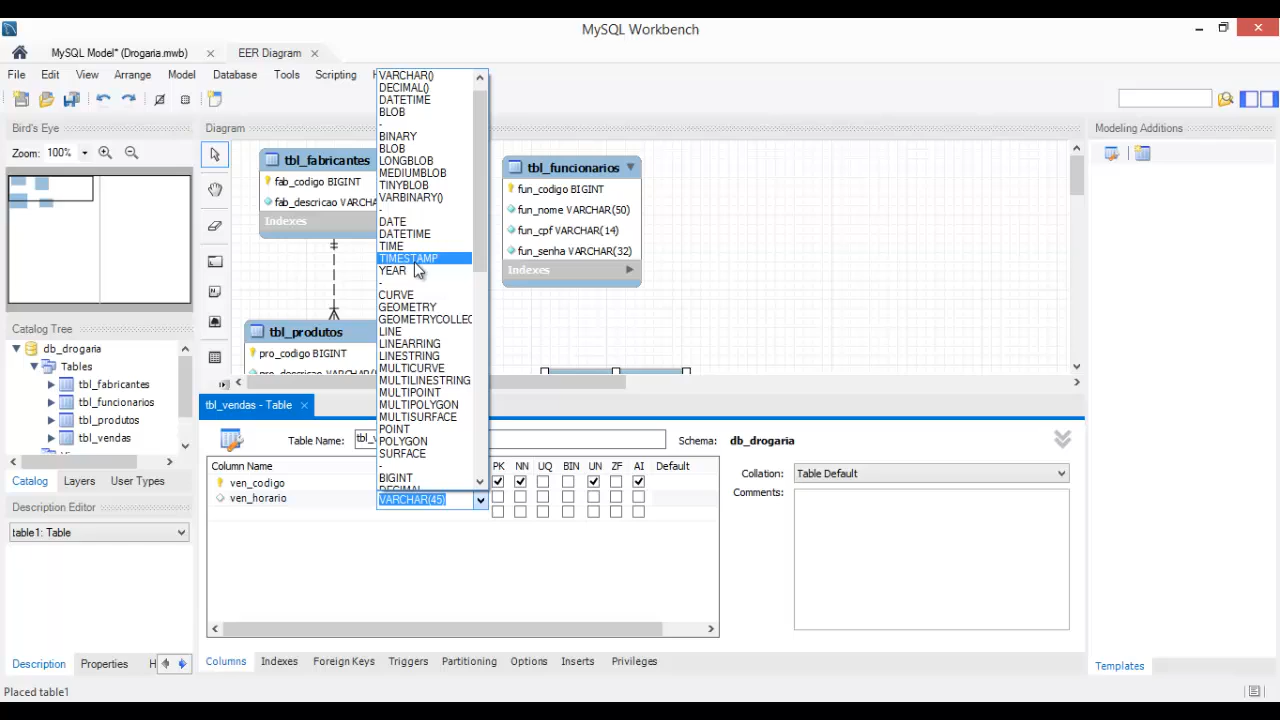 MySQL Workbench
MySQL Model* (Drogaria.mwb)
EER Diagram
File Edit View Arrange Model Database Tools Scripting
Bird's Eye
Zoom: 100%
Diagram
Modeling Additions
tbl_fabricantes
fab_codigo BIGINT
fab_descricao VARCHA
Indexes
tbl_produtos
pro_codigo BIGINT
tbl_funcionarios
fun_codigo BIGINT
fun_nome VARCHAR(50)
fun_cpf VARCHAR(14)
fun_senha VARCHAR(32)
Indexes
VARCHAR()
DECIMAL()
DATETIME
BLOB
-
BINARY
BLOB
LONGBLOB
MEDIUMBLOB
TINYBLOB
VARBINARY()
-
DATE
DATETIME
TIME
TIMESTAMP
YEAR
-
CURVE
GEOMETRY
GEOMETRYCOLLEC
LINE
LINEARRING
LINESTRING
MULTICURVE
MULTILINESTRING
MULTIPOINT
MULTIPOLYGON
MULTISURFACE
POINT
POLYGON
SURFACE
-
BIGINT
VARCHAR(45)
Catalog Tree
db_drogaria
Tables
tbl_fabricantes
tbl_funcionarios
tbl_produtos
tbl_vendas
Catalog Layers User Types
Description Editor
table1: Table
Description Properties H
tbl_vendas - Table
Table Name: tbl_v
Schema: db_drogaria
Column Name PK NN UQ BIN UN ZF AI Default
ven_codigo
ven_horario
Collation: Table Default
Comments:
Columns Indexes Foreign Keys Triggers Partitioning Options Inserts Privileges
Templates
Placed table1